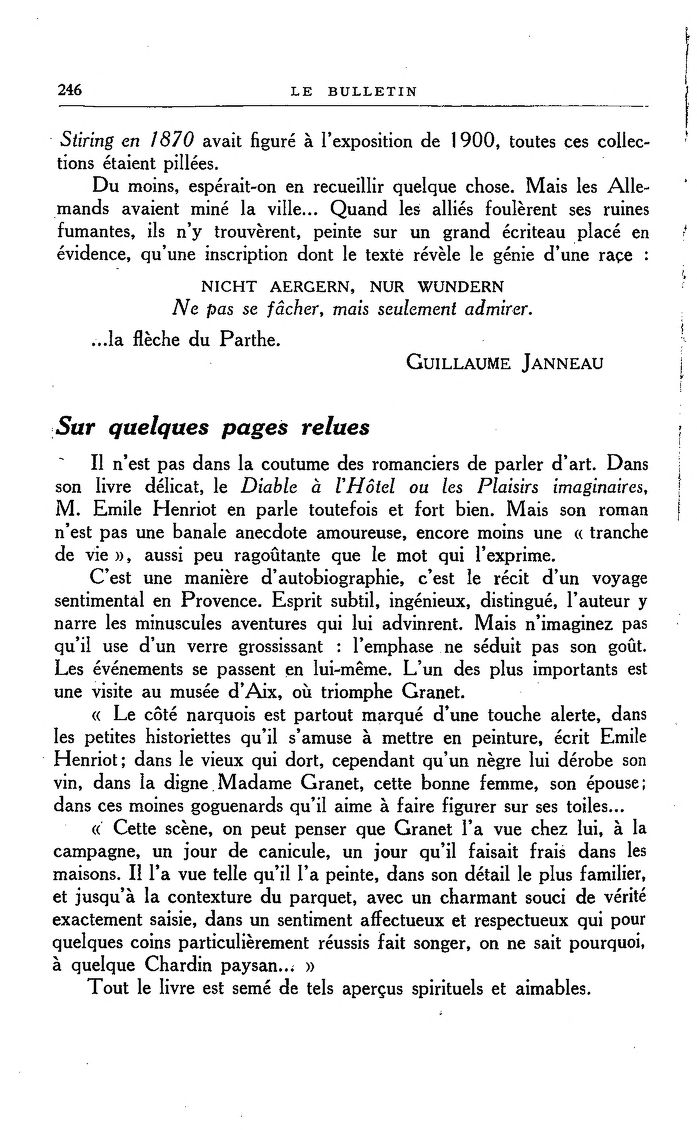 246 LE BULLETIN
Stiring en 1870 avait figuré à l'exposition de 1900, toutes ces collec-
tions étaient pillées.
Du moins, espérait-on en recueillir quelque chose. Mais les Alle-
mands avaient miné la ville... Quand les alliés foulèrent ses ruines
fumantes, ils n'y trouvèrent, peinte sur un grand écriteau placé en
évidence, qu'une inscription dont le texte révèle le génie d'une raçe :
NICHT AERGERN, NUR WUNDERN
Ne pas se fâcher, mais seulement admirer.
...la flèche du Parthe.
GUILLAUME JANNEAU
Sur quelques pages relues
Il n'est pas dans la coutume des romanciers de parler d'art. Dans
son livre délicat, le Diable à l'Hôtel ou les Plaisirs imaginaires,
M. Emile Henriot en parle toutefois et fort bien. Mais son roman
n'est pas une banale anecdote amoureuse, encore moins une « tranche
de vie », aussi peu ragoûtante que le mot qui l'exprime.
C'est une manière d'autobiographie, c'est le récit d'un voyage
sentimental en Provence. Esprit subtil, ingénieux, distingué, l'auteur y
narre les minuscules aventures qui lui advinrent. Mais n'imaginez pas
qu'il use d'un verre grossissant : l'emphase ne séduit pas son goût.
Les événements se passent en lui-même. L'un des plus importants est
une visite au musée d'Aix, où triomphe Granet.
« Le côté narquois est partout marqué d'une touche alerte, dans
les petites historiettes qu'il s'amuse à mettre en peinture, écrit Emile
Henriot ; dans le vieux qui dort, cependant qu'un nègre lui dérobe son
vin, dans la digne Madame Granet, cette bonne femme, son épouse ;
dans ces moines goguenards qu'il aime à faire figurer sur ses toiles...
« Cette scène, on peut penser que Granet l'a vue chez lui, à la
campagne, un jour de canicule, un jour qu'il faisait frais dans les
maisons. Il l'a vue telle qu'il l'a peinte, dans son détail le plus familier,
et jusqu'à la contexture du parquet, avec un charmant souci de vérité
exactement saisie, dans un sentiment affectueux et respectueux qui pour
quelques coins particulièrement réussis fait songer, on ne sait pourquoi,
à quelque Chardin paysan... »
Tout le livre est semé de tels aperçus spirituels et aimables.